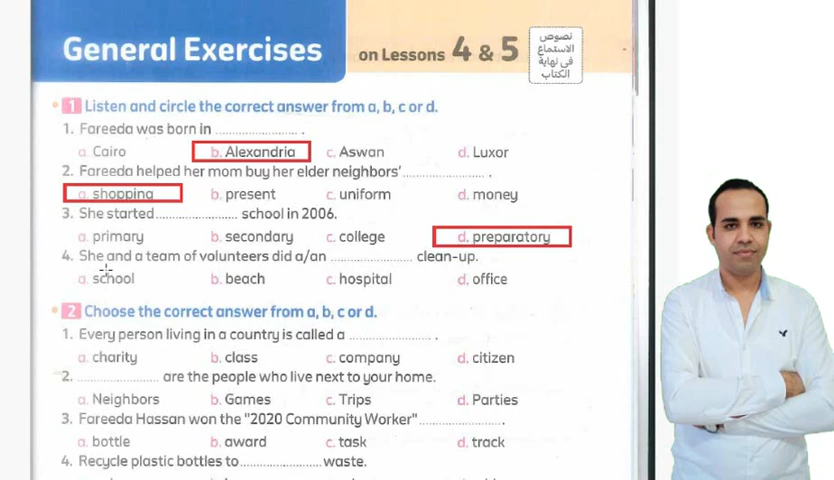 General Exercises on Lessons 4 & 5
نصوص
الاستماع
في نهاية
الكتاب
1 Listen and circle the correct answer from a, b, c or d.
1. Fareeda was born in ........................ .
a. Cairo b. Alexandria c. Aswan d. Luxor
2. Fareeda helped her mom buy her elder neighbors' ........................ .
a. shopping b. present c. uniform d. money
3. She started ........................ school in 2006.
a. primary b. secondary c. college d. preparatory
4. She and a team of volunteers did a/an ........................ clean-up.
a. school b. beach c. hospital d. office
2 Choose the correct answer from a, b, c or d.
1. Every person living in a country is called a ........................ .
a. charity b. class c. company d. citizen
2. ........................ are the people who live next to your home.
a. Neighbors b. Games c. Trips d. Parties
3. Fareeda Hassan won the "2020 Community Worker" ........................ .
a. bottle b. award c. task d. track
4. Recycle plastic bottles to ........................ waste.